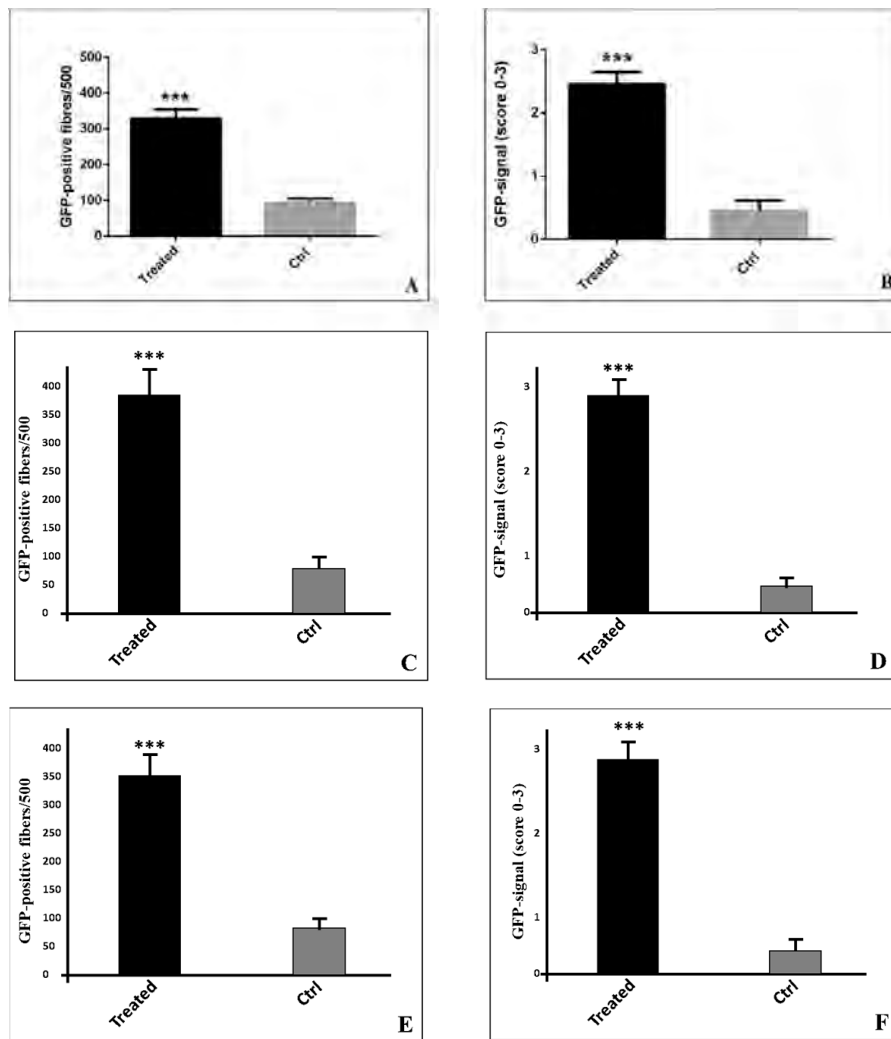 GFP-positive fibres/500
500
400
300
200
100
0
***
Treated
Ctrl
A
GFP-signal (score 0-3)
3
2
1
0
***
Treated
Ctrl
B
GFP-positive fibers/500
400
350
300
250
200
150
100
50
0
***
Treated
Ctrl
C
GFP-signal (score 0-3)
3
2
1
0
***
Treated
Ctrl
D
GFP-positive fibers/500
400
350
300
250
200
150
100
50
0
***
Treated
Ctrl
E
GFP-signal (score 0-3)
3
2
1
0
***
Treated
Ctrl
F